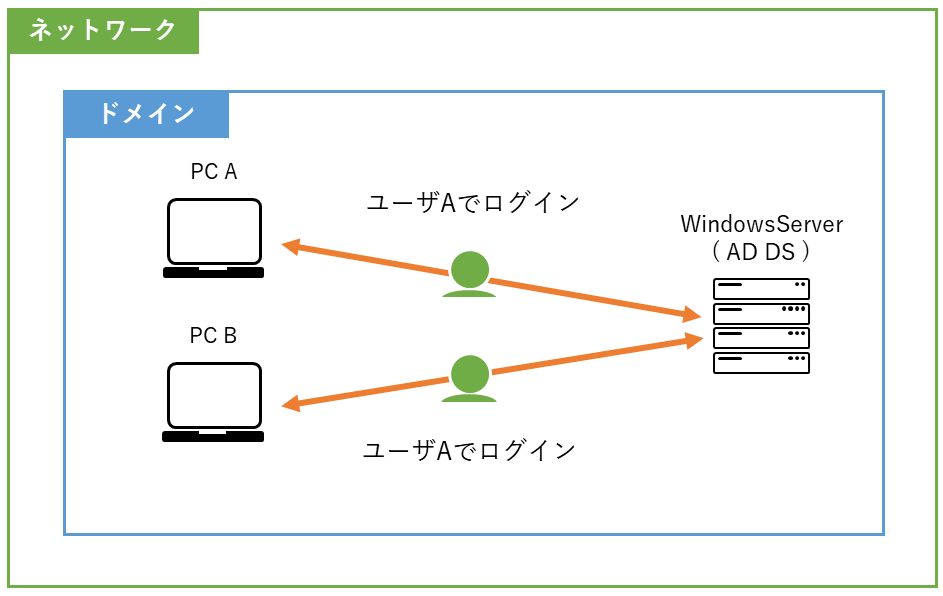 ネットワーク
ドメイン
PC A
ユーザAでログイン
WindowsServer
( AD DS )
PC B
ユーザAでログイン